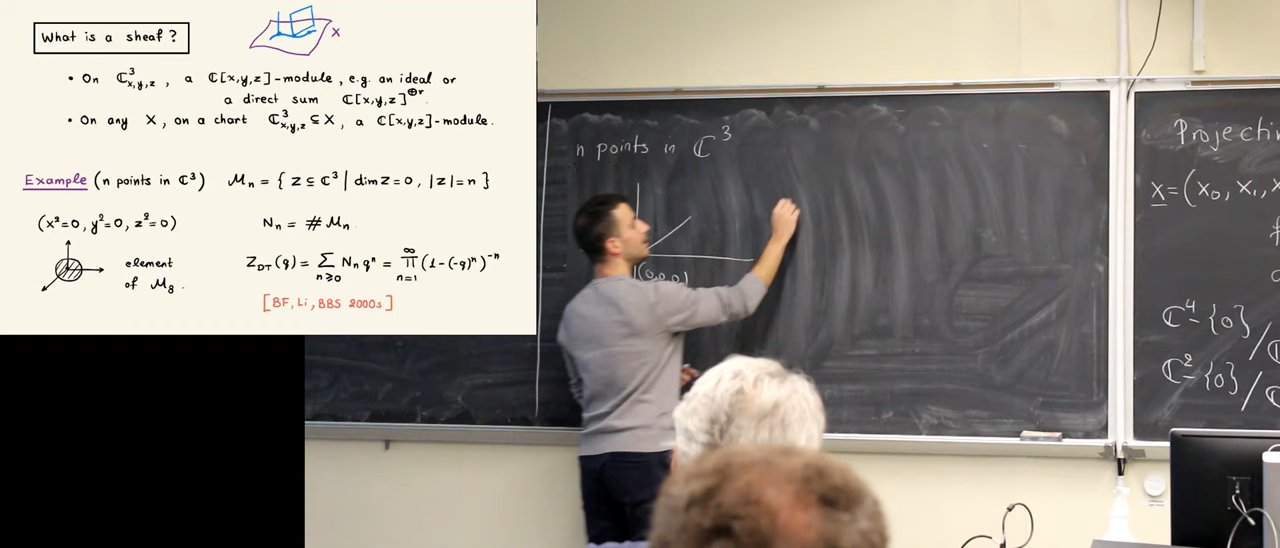 What is a sheaf?
X
• On ℂ³ₓ,ᵧ,𝓏, a ℂ[x,y,z]-module, e.g. an ideal or
a direct sum ℂ[x,y,z]^⊕r.
• On any X, on a chart ℂ³ₓ,ᵧ,𝓏 ⊆ X, a ℂ[x,y,z]-module.
Example (n points in ℂ³) Mₙ = { Z ⊆ ℂ³ | dim Z = 0, |Z| = n }
(x²=0, y²=0, z²=0) Nₙ = # Mₙ
element
of M₈.
Z_DT(q) = ∑_{n≥0} Nₙ qⁿ = ∏_{n=1}^{∞} (1-(-q)ⁿ)⁻ⁿ
[BF, Li, BBS 2000s]
n points in ℂ³
(0,0,0)
Projecti
x = (x₀, x₁, x
ℂ⁴-{0}/
ℂ²-{0}/